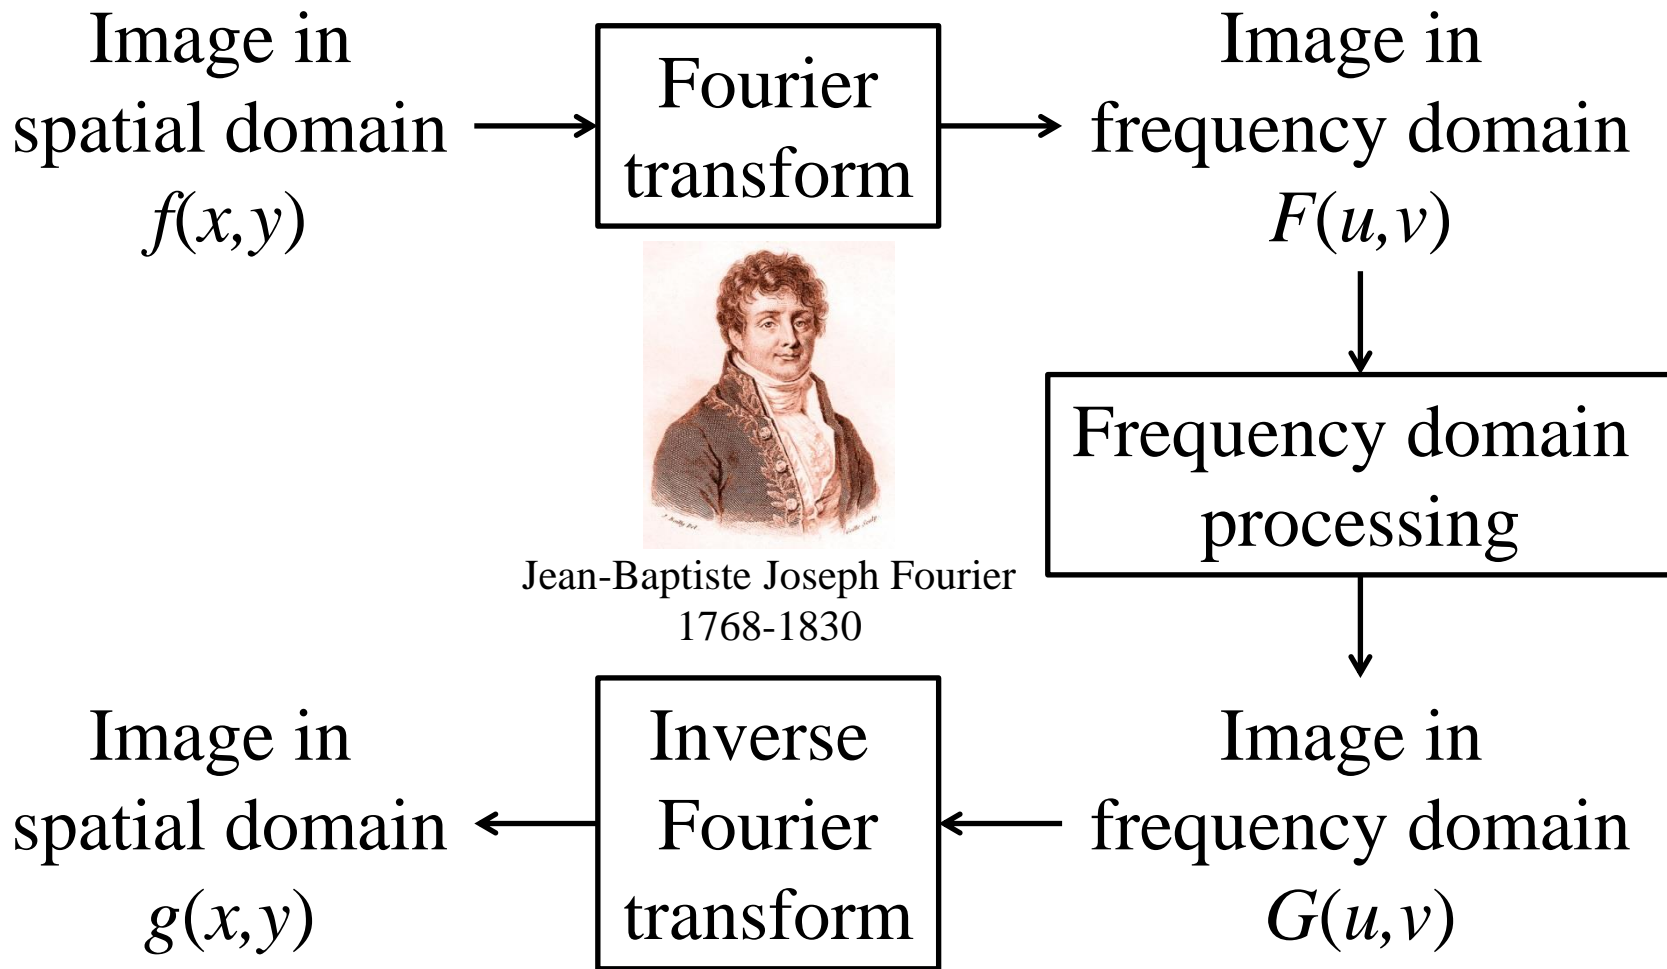 Image in
spatial domain
f(x,y)
Fourier
transform
Image in
frequency domain
F(u,v)
Frequency domain
processing
Jean-Baptiste Joseph Fourier
1768-1830
Image in
spatial domain
g(x,y)
Inverse
Fourier
transform
Image in
frequency domain
G(u,v)